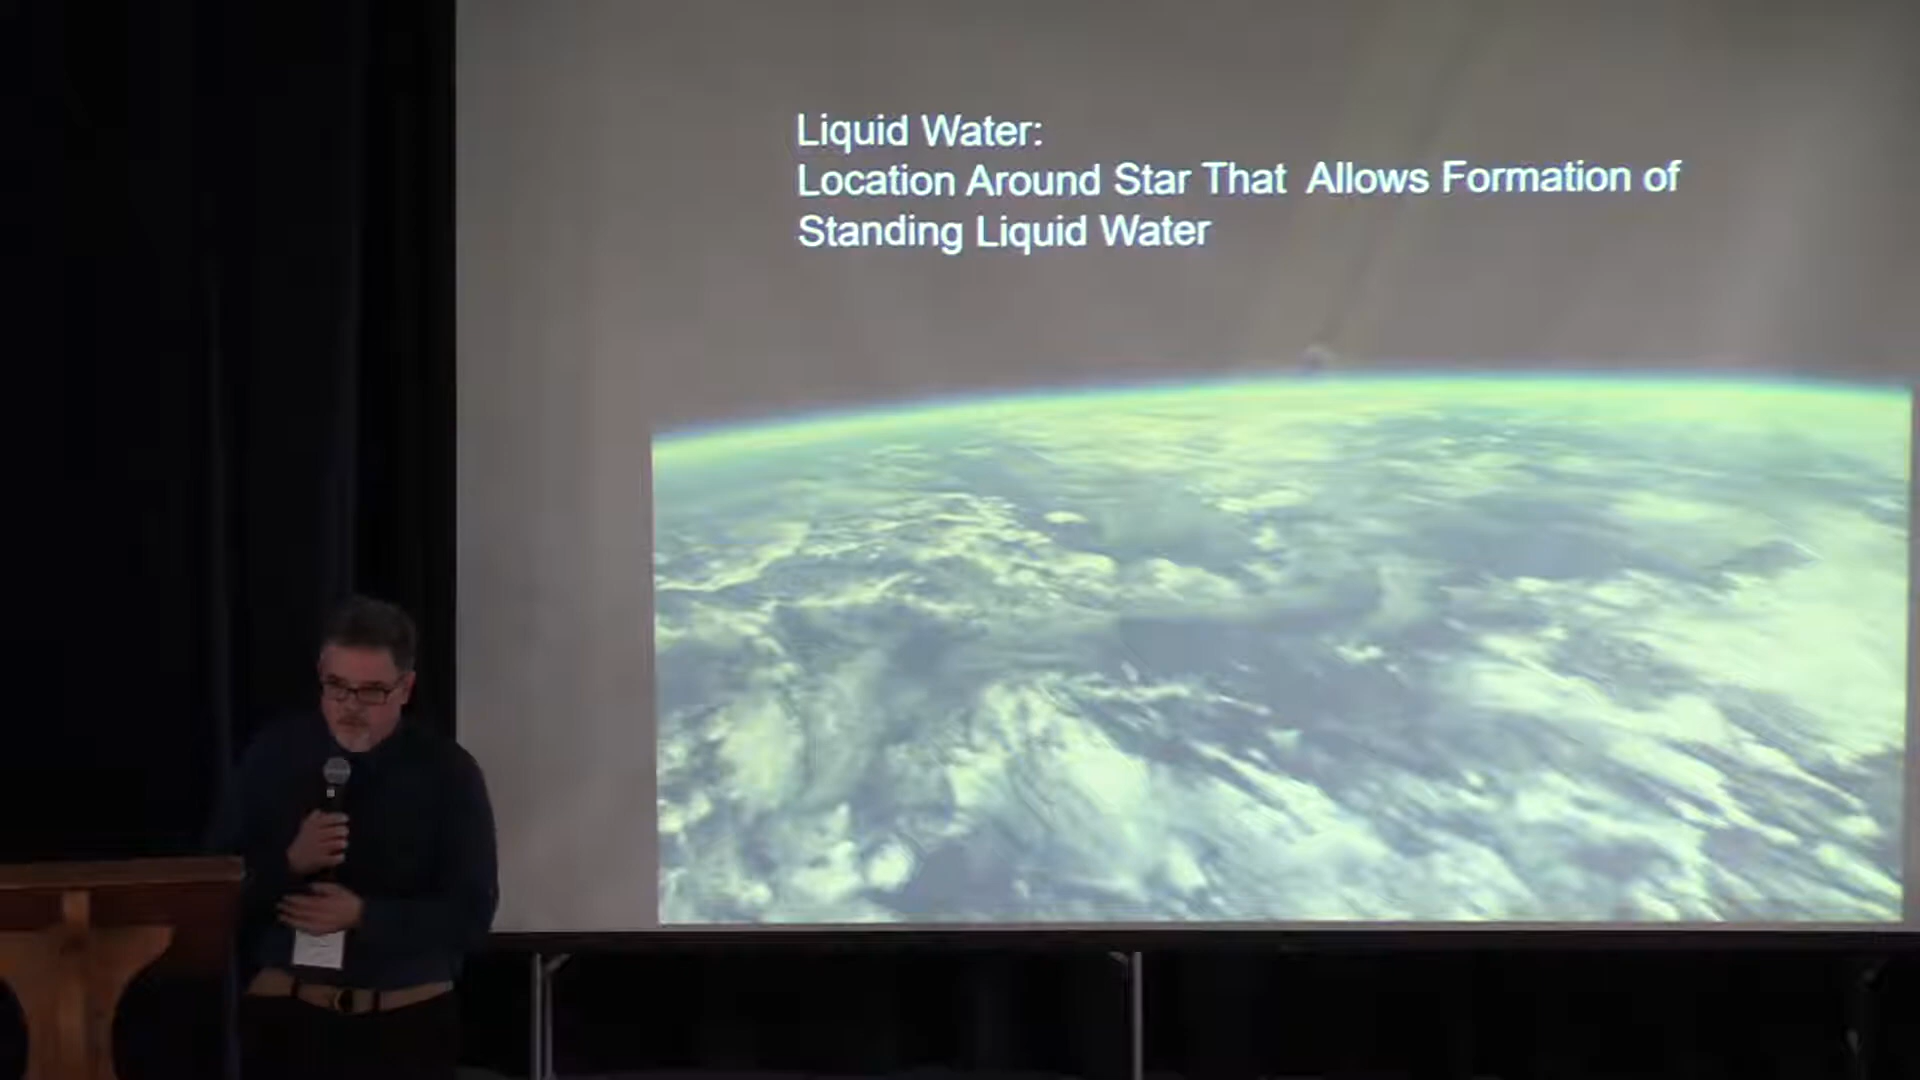 Liquid Water:
Location Around Star That Allows Formation of
Standing Liquid Water